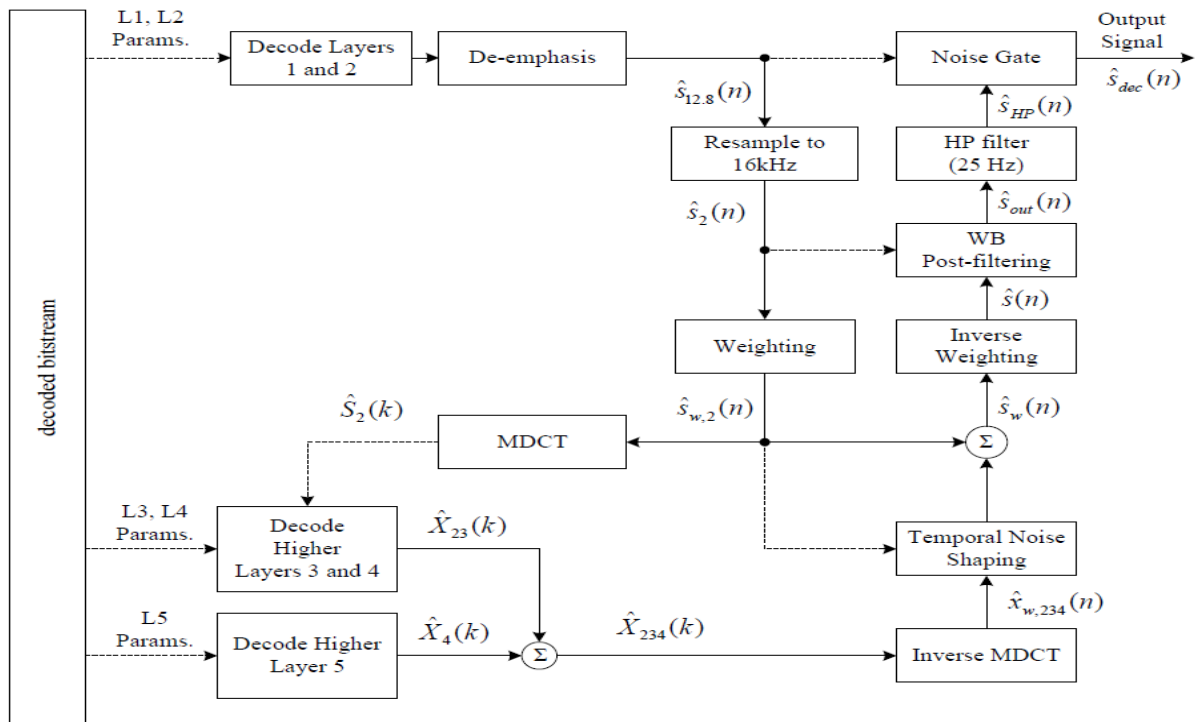 L1, L2
Params.
Decode Layers
1 and 2
De-emphasis
Noise Gate
Output
Signal
ŝ_dec(n)
ŝ_12.8(n)
ŝ_HP(n)
Resample to
16kHz
HP filter
(25 Hz)
ŝ_2(n)
ŝ_out(n)
WB
Post-filtering
ŝ(n)
Weighting
Inverse
Weighting
decoded bitstream
Ŝ_2(k)
MDCT
ŝ_w,2(n)
ŝ_w(n)
Σ
L3, L4
Params.
Decode
Higher
Layers 3 and 4
X̂_23(k)
Temporal Noise
Shaping
x̂_w,234(n)
L5
Params.
Decode Higher
Layer 5
X̂_4(k)
Σ
X̂_234(k)
Inverse MDCT